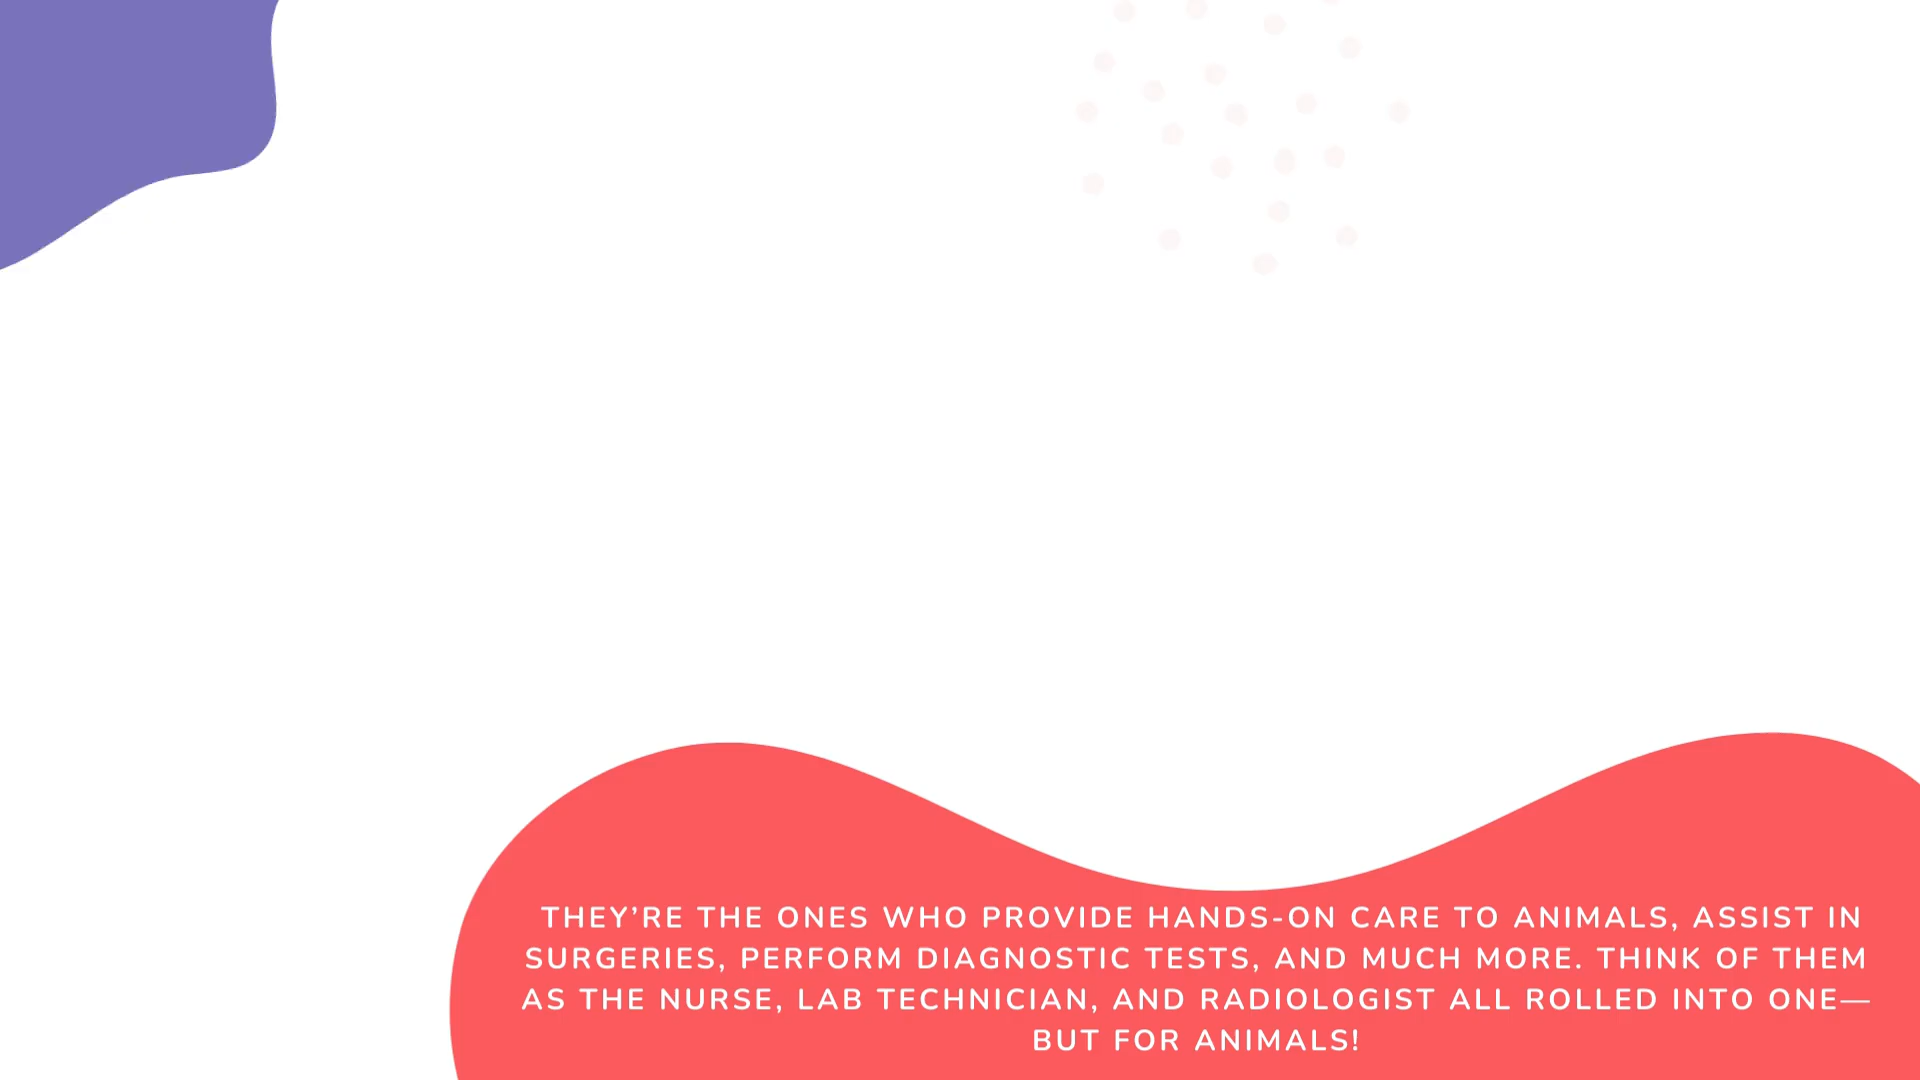 THEY’RE THE ONES WHO PROVIDE HANDS-ON CARE TO ANIMALS, ASSIST IN
SURGERIES, PERFORM DIAGNOSTIC TESTS, AND MUCH MORE. THINK OF THEM
AS THE NURSE, LAB TECHNICIAN, AND RADIOLOGIST ALL ROLLED INTO ONE—
BUT FOR ANIMALS!